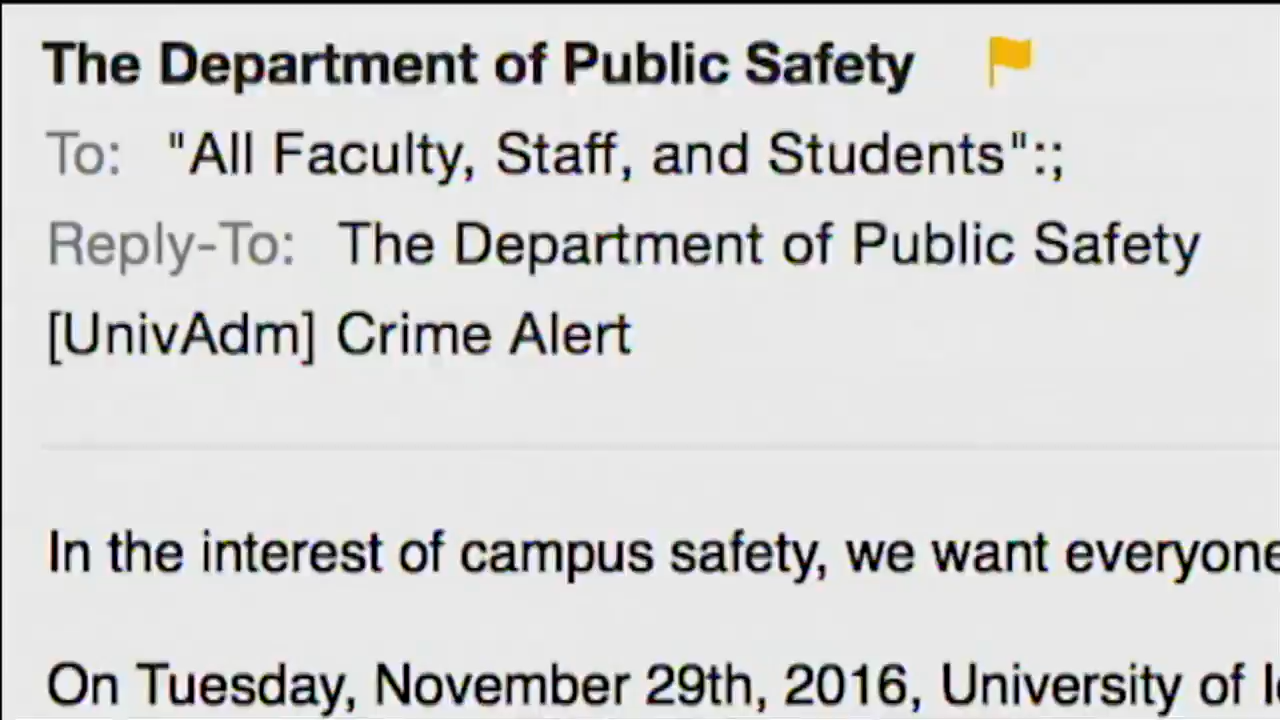 The Department of Public Safety
To: "All Faculty, Staff, and Students":;
Reply-To: The Department of Public Safety
[UnivAdm] Crime Alert
In the interest of campus safety, we want everyone
On Tuesday, November 29th, 2016, University of